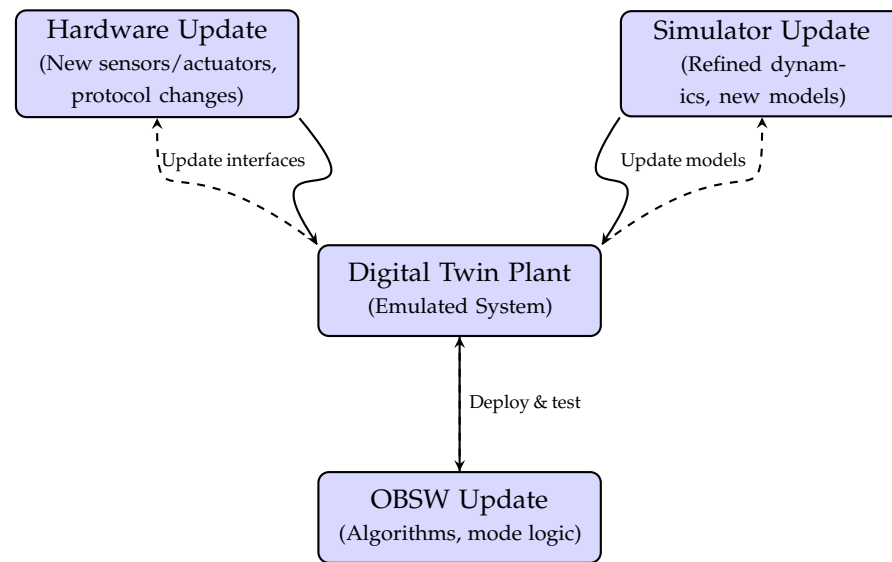 Hardware Update
(New sensors/actuators,
protocol changes)
Simulator Update
(Refined dynam-
ics, new models)
Update interfaces
Update models
Digital Twin Plant
(Emulated System)
Deploy & test
OBSW Update
(Algorithms, mode logic)